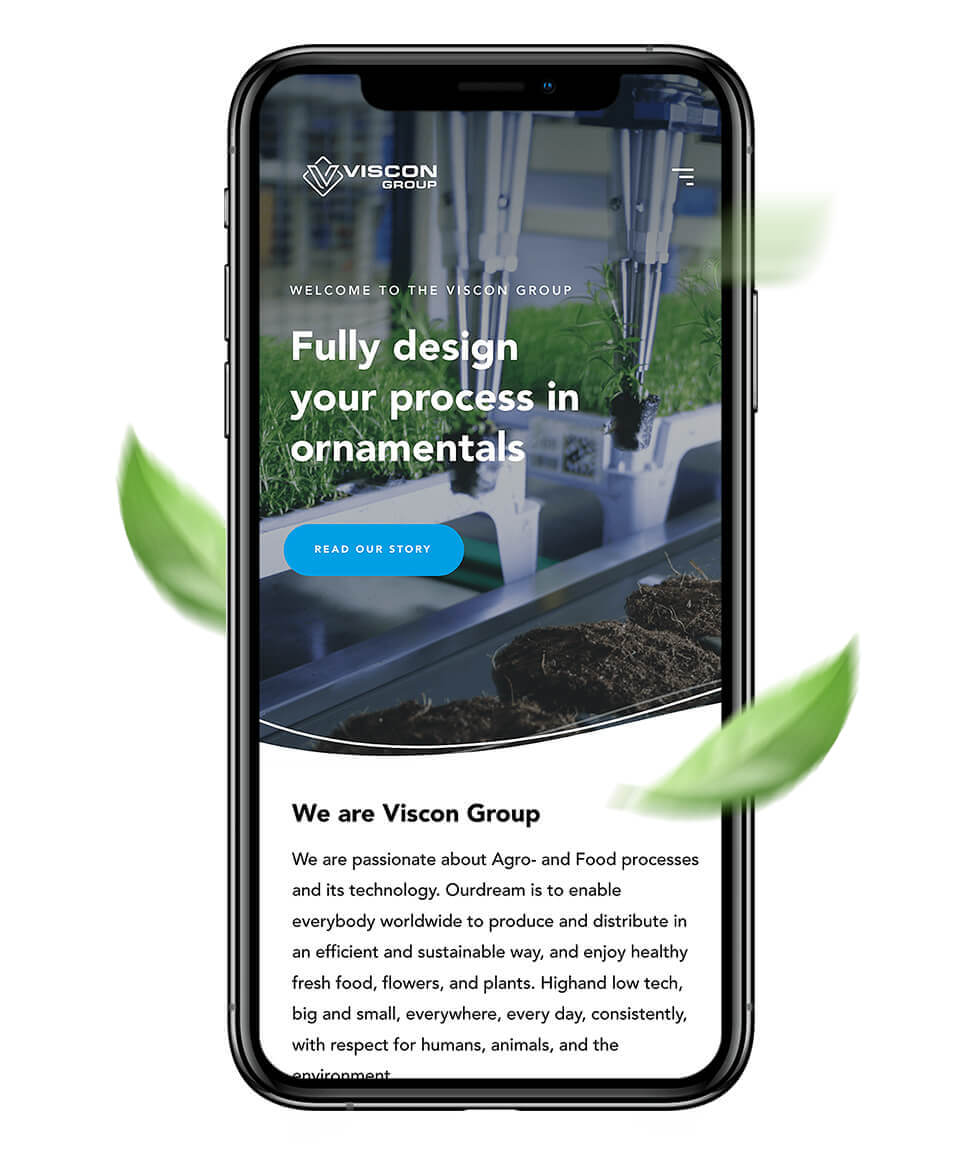 VISCON
GROUP
WELCOME TO THE VISCON GROUP
Fully design
your process in
ornamentals
READ OUR STORY
We are Viscon Group
We are passionate about Agro- and Food processes
and its technology. Ourdream is to enable
everybody worldwide to produce and distribute in
an efficient and sustainable way, and enjoy healthy
fresh food, flowers, and plants. Highand low tech,
big and small, everywhere, every day, consistently,
with respect for humans, animals, and the
environment